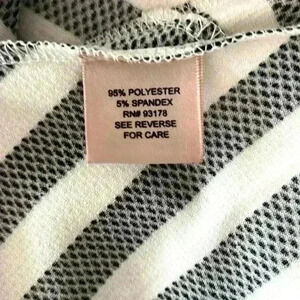 95% POLYESTER
5% SPANDEX
RN# 93178
SEE REVERSE
FOR CARE